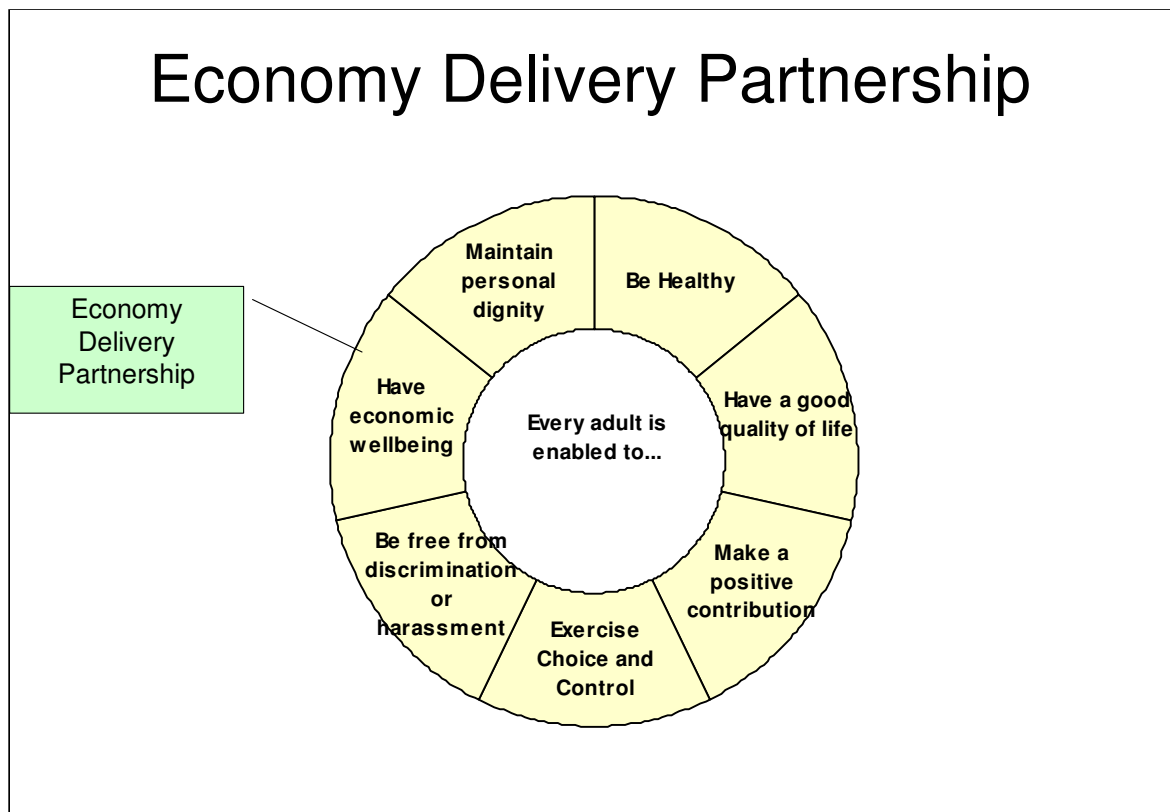 Economy Delivery Partnership
Economy
Delivery
Partnership
Maintain
personal
dignity
Be Healthy
Have a good
quality of life
Make a
positive
contribution
Exercise
Choice and
Control
Be free from
discrimination
or
harassment
Have
economic
wellbeing
Every adult is
enabled to...